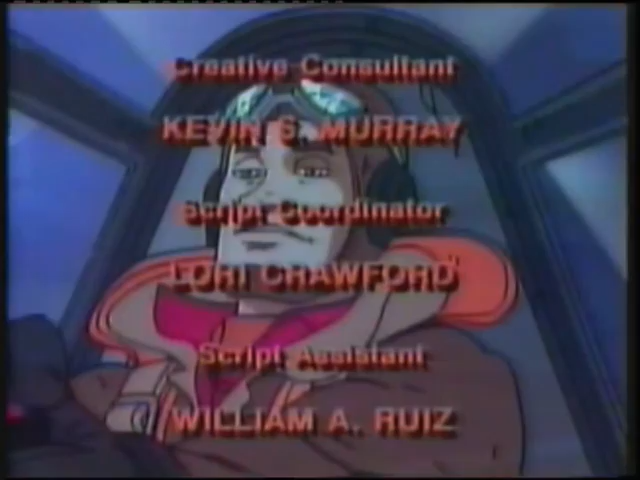 Creative Consultant
KEVIN S. MURRAY
Script Coordinator
LORI CRAWFORD
Script Assistant
WILLIAM A. RUIZ